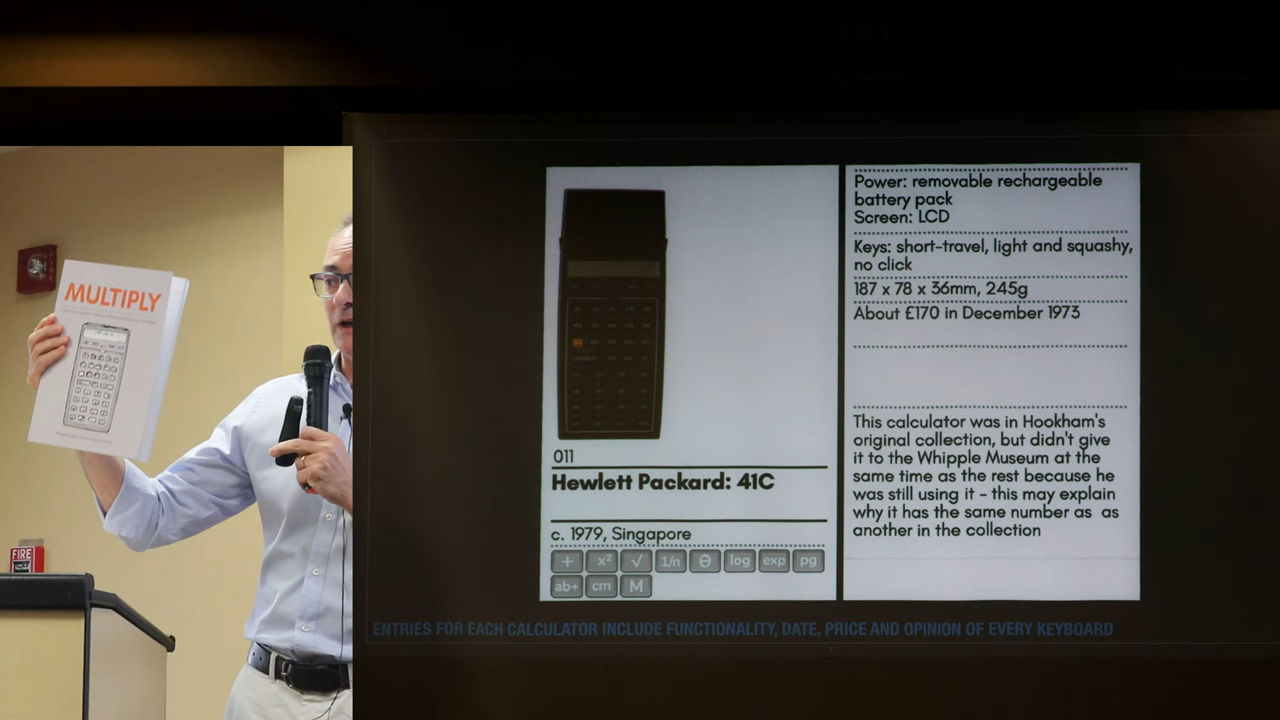 MULTIPLY
FIRE
011
Hewlett Packard: 41C
c. 1979, Singapore
+ x² √ 1/n Θ log exp pg
ab+ cm M
Power: removable rechargeable
battery pack
Screen: LCD
Keys: short-travel, light and squashy,
no click
187 x 78 x 36mm, 245g
About £170 in December 1973
This calculator was in Hookham's
original collection, but didn't give
it to the Whipple Museum at the
same time as the rest because he
was still using it - this may explain
why it has the same number as as
another in the collection
ENTRIES FOR EACH CALCULATOR INCLUDE FUNCTIONALITY, DATE, PRICE AND OPINION OF EVERY KEYBOARD
7